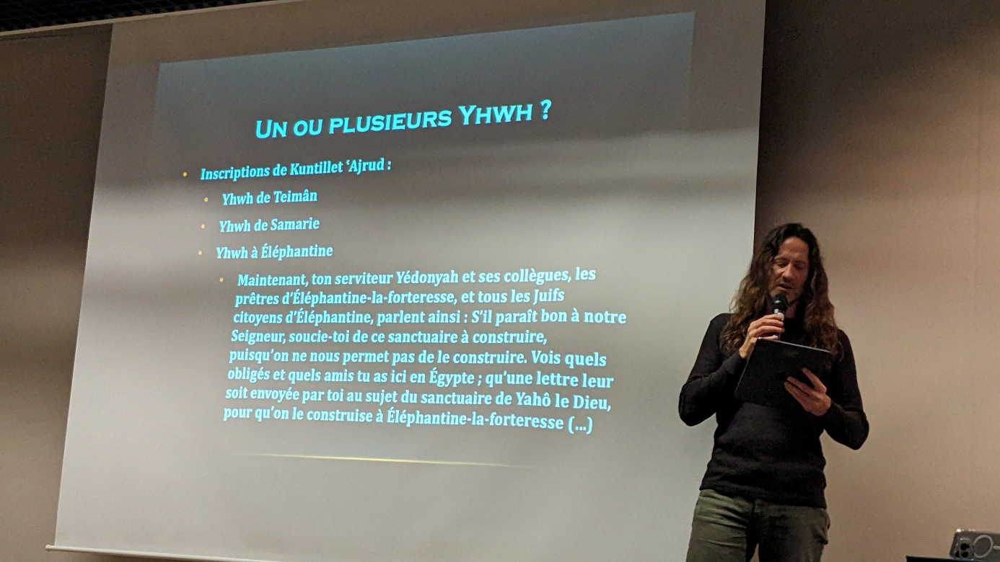 Un ou plusieurs Yhwh ?
• Inscriptions de Kuntillet ʿAjrud :
• Yhwh de Teimân
• Yhwh de Samarie
• Yhwh à Éléphantine
• Maintenant, ton serviteur Yédonyah et ses collègues, les
prêtres d’Éléphantine-la-forteresse, et tous les Juifs
citoyens d’Éléphantine, parlent ainsi : S’il paraît bon à notre
Seigneur, soucie-toi de ce sanctuaire à construire,
puisqu’on ne nous permet pas de le construire. Vois quels
obligés et quels amis tu as ici en Égypte ; qu’une lettre leur
soit envoyée par toi au sujet du sanctuaire de Yahô le Dieu,
pour qu’on le construise à Éléphantine-la-forteresse (...)